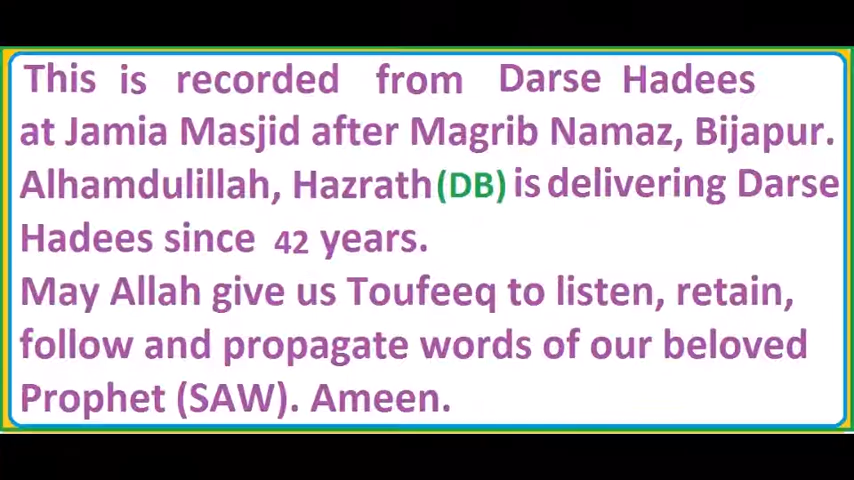 This is recorded from Darse Hadees
at Jamia Masjid after Magrib Namaz, Bijapur.
Alhamdulillah, Hazrath(DB) is delivering Darse
Hadees since 42 years.
May Allah give us Toufeeq to listen, retain,
follow and propagate words of our beloved
Prophet (SAW). Ameen.